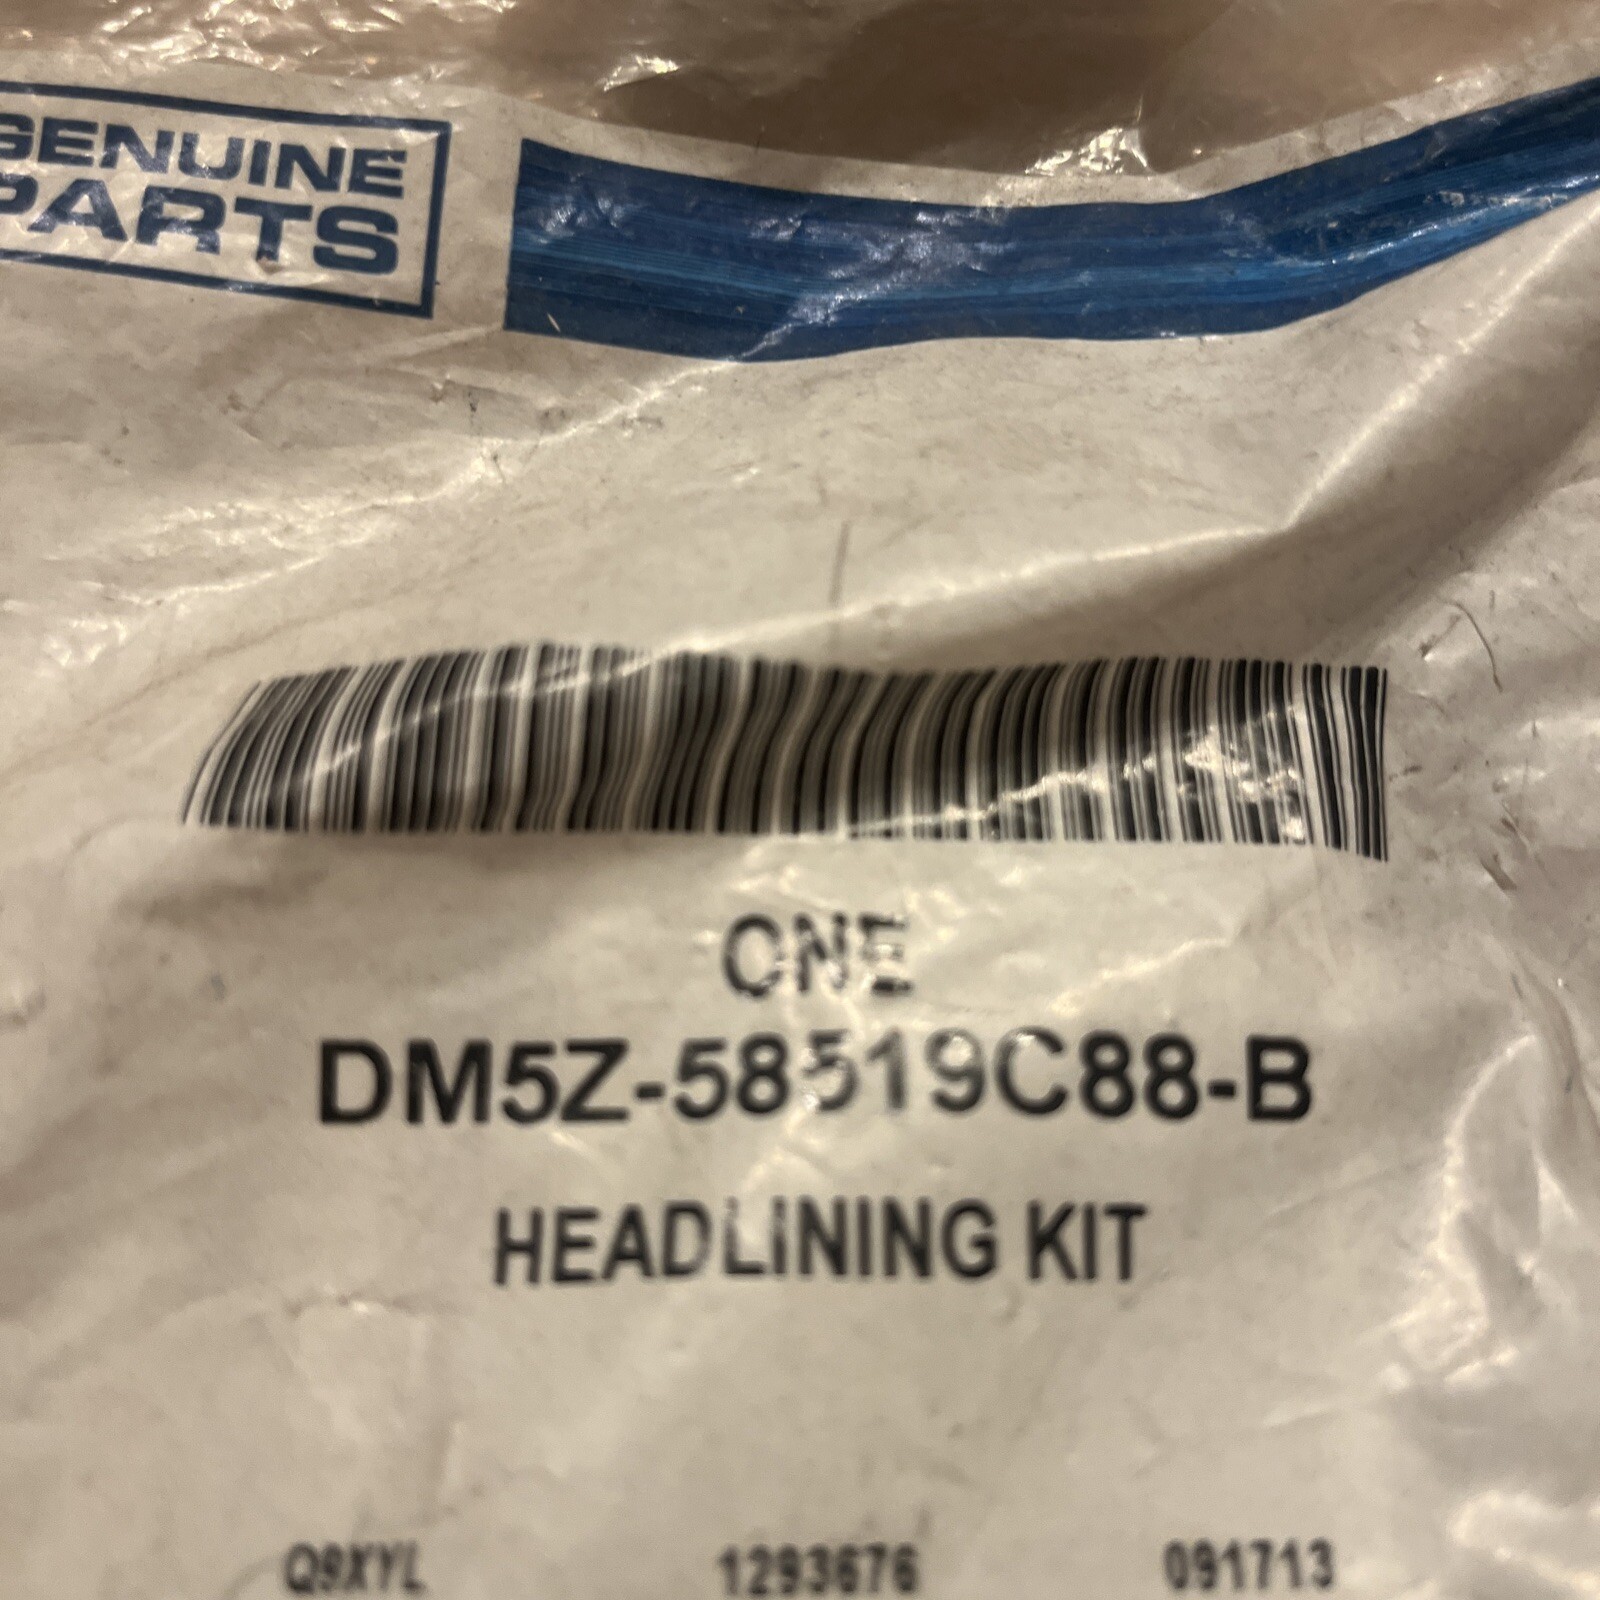 GENUINE
PARTS
ONE
DM5Z-58519C88-B
HEADLINING KIT
Q9XYL 1293676 091713